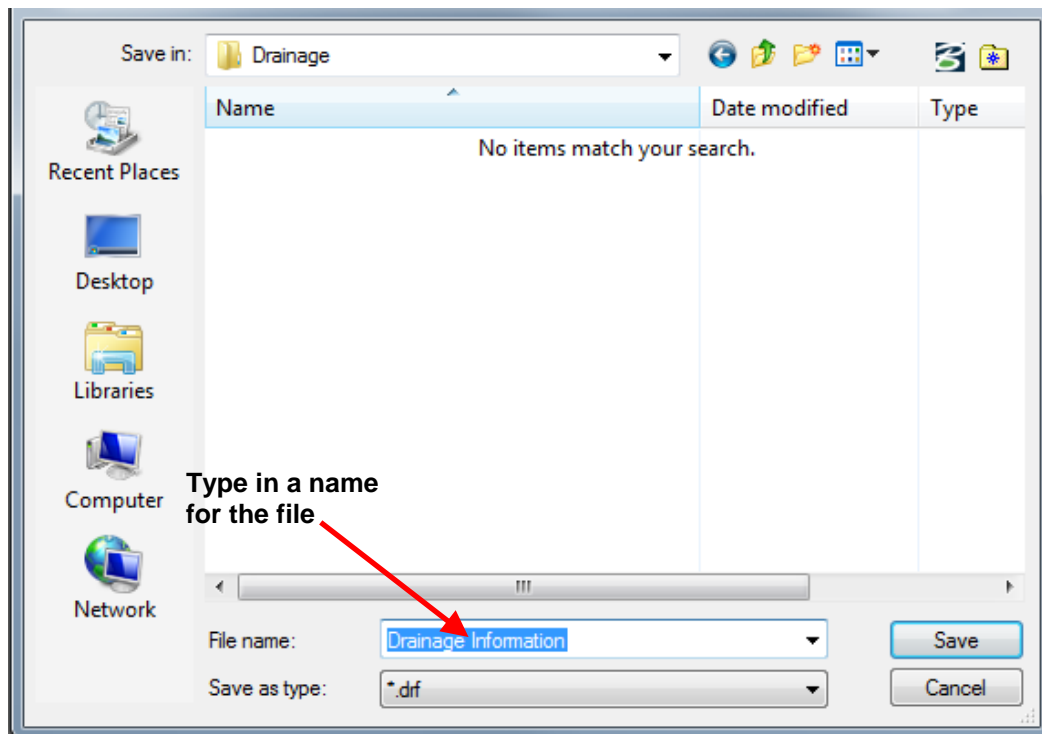 Save in: Drainage
Name Date modified Type
No items match your search.
Recent Places
Desktop
Libraries
Computer
Network
Type in a name
for the file
File name: Drainage Information Save
Save as type: *.drf Cancel